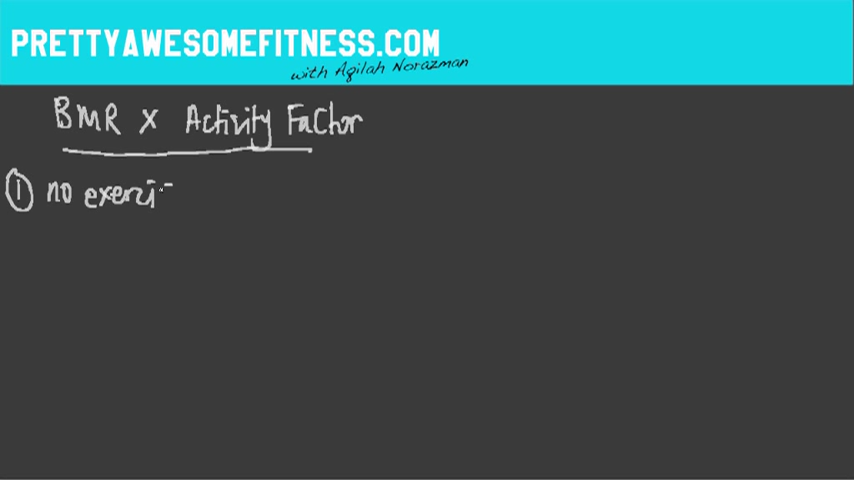 PRETTYAWESOMEFITNESS.COM
with Aqilah Norazman
BMR x Activity Factor
① no exerci